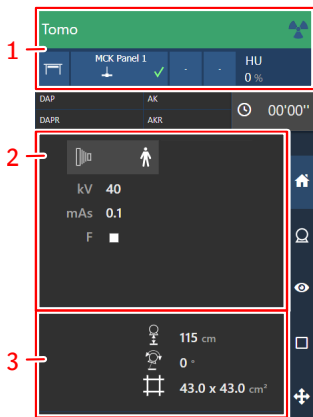 Tomo
1
MCK Panel 1
- -
HU
0 %
DAP AK
DAPR AKR
00'00"
2
kV 40
mAs 0.1
F
3
115 cm
0 °
43.0 x 43.0 cm²